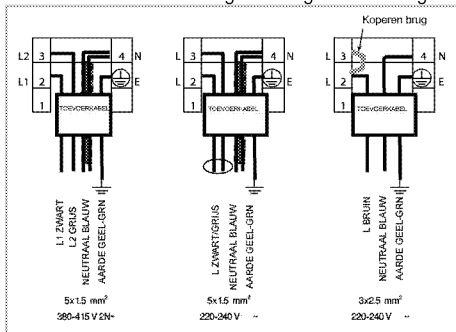 Koperen brug
L2 3 4 N
L1 2 E
1
TOEVOERKABEL
L1 ZWART
L2 GRIJS
NEUTRAAL BLAUW
AARDE GEEL-GRN
5x1.5 mm²
380-415 V 2N~
L 3 4 N
L 2 E
1
TOEVOERKABEL
L ZWART/GRIJS
NEUTRAAL BLAUW
AARDE GEEL-GRN
5x1.5 mm²
220-240 V ~
L 3 4 N
L 2 E
1
TOEVOERKABEL
L BRUIN
NEUTRAAL BLAUW
AARDE GEEL-GRN
3x2.5 mm²
220-240 V ~